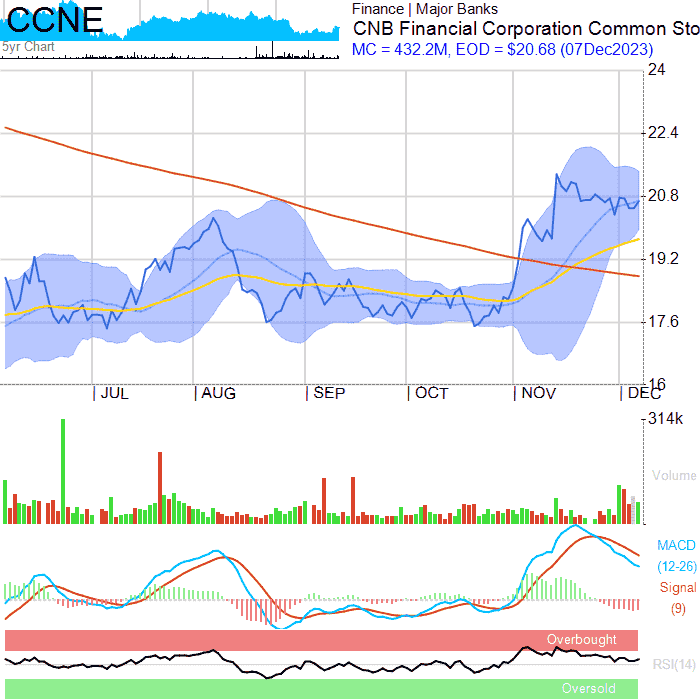 CCNE
5yr Chart
Finance | Major Banks
CNB Financial Corporation Common Sto
MC = 432.2M, EOD = $20.68 (07Dec2023)
24
22.4
20.8
19.2
17.6
16
JUL AUG SEP OCT NOV DEC
314k
Volume
MACD
(12-26)
Signal
(9)
Overbought
RSI(14)
Oversold